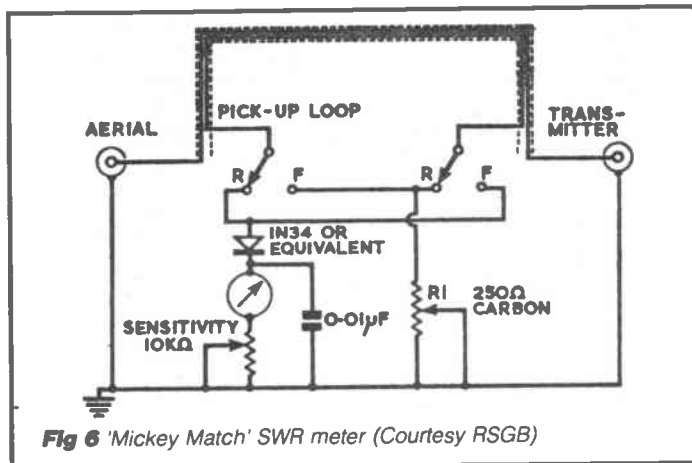 PICK-UP LOOP
AERIAL
TRANS-
MITTER
R
F
R
F
IN34 OR
EQUIVALENT
SENSITIVITY
10KΩ
0·01µF
R1
250Ω
CARBON
Fig 6 'Mickey Match' SWR meter (Courtesy RSGB)